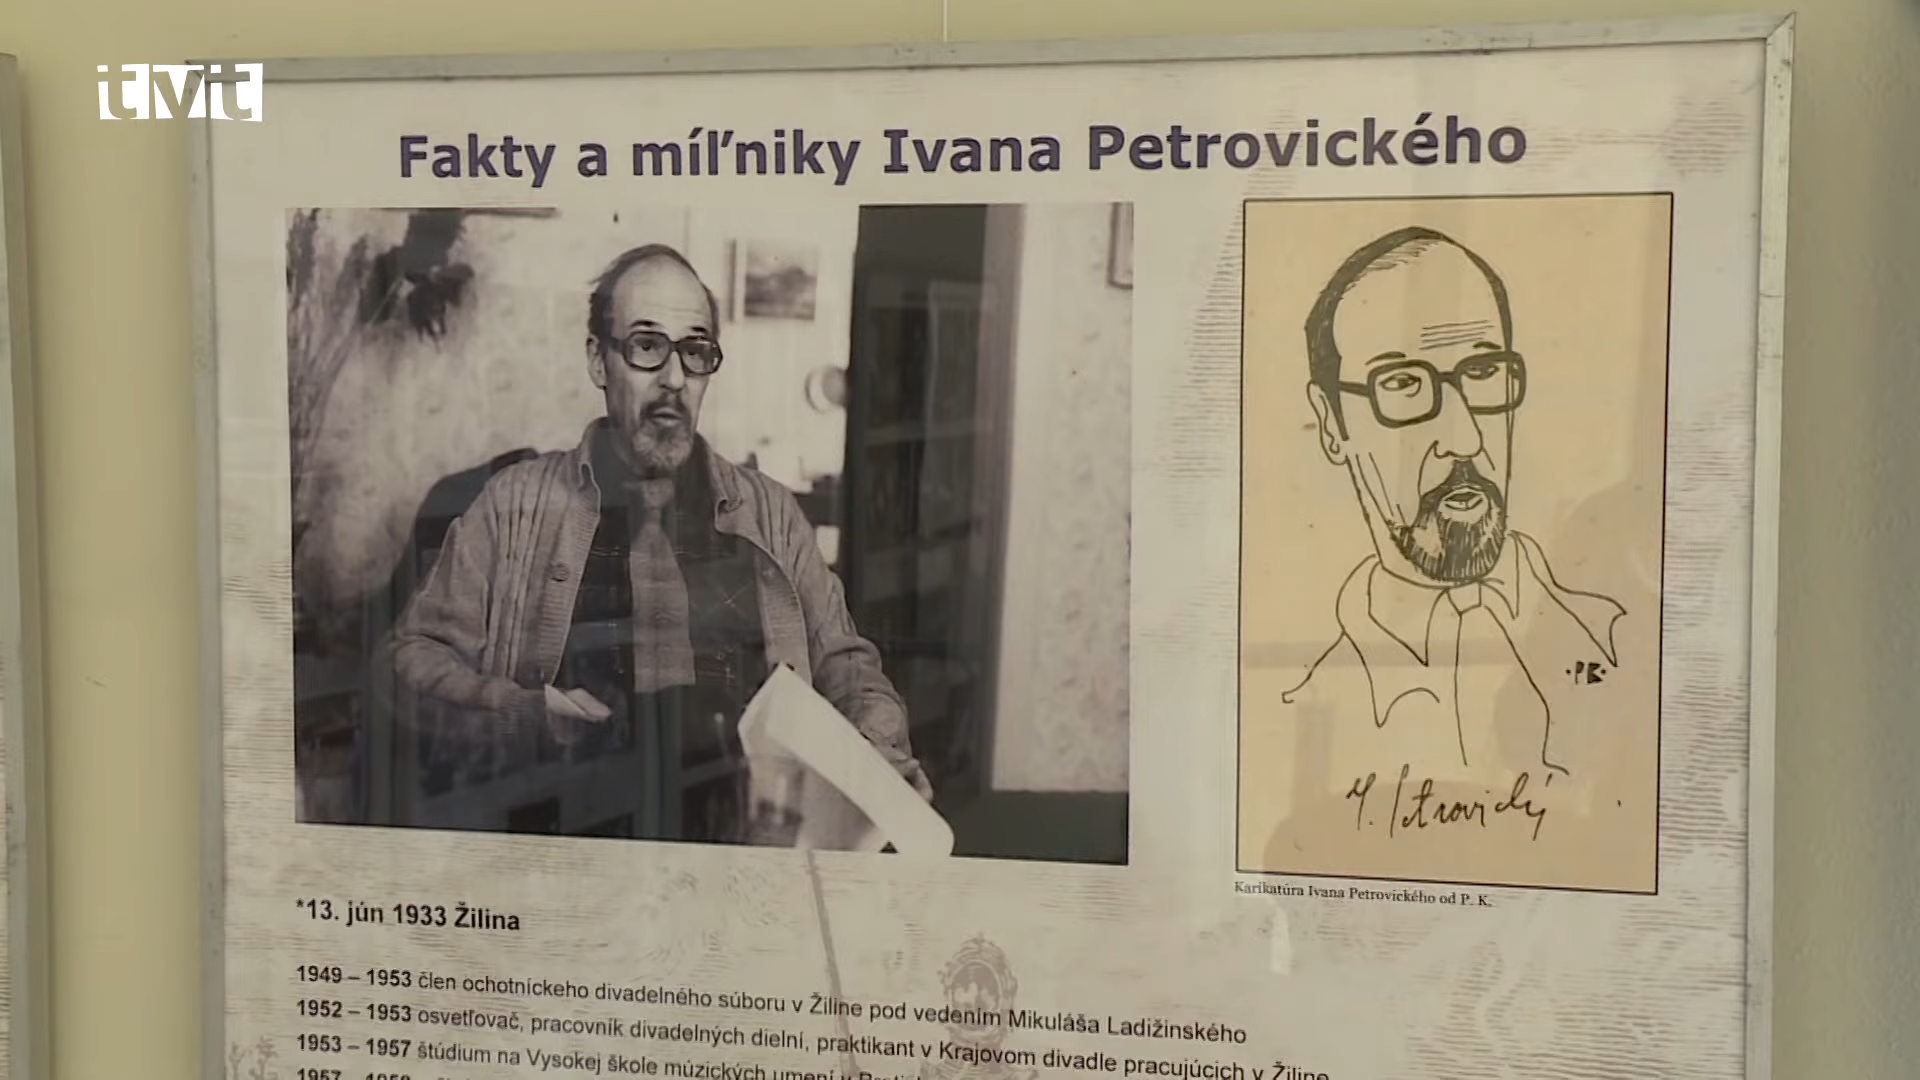 tvit
Fakty a míľniky Ivana Petrovického
·PK·
I. Petrovický
Karikatúra Ivana Petrovického od P. K.
*13. jún 1933 Žilina
1949 – 1953 člen ochotníckeho divadelného súboru v Žiline pod vedením Mikuláša Ladižinského
1952 – 1953 osvetľovač, pracovník divadelných dielní, praktikant v Krajovom divadle pracujúcich v Žiline
1953 – 1957 štúdium na Vysokej škole múzických umení v
1957